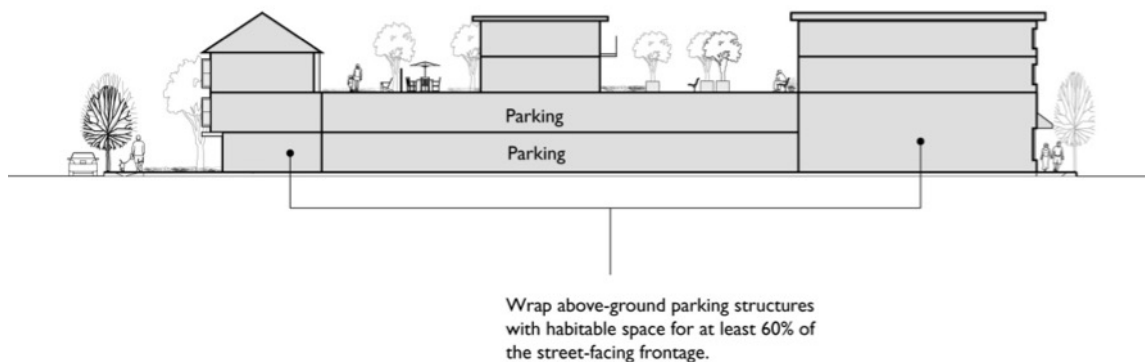 Parking
Parking
Wrap above-ground parking structures
with habitable space for at least 60% of
the street-facing frontage.